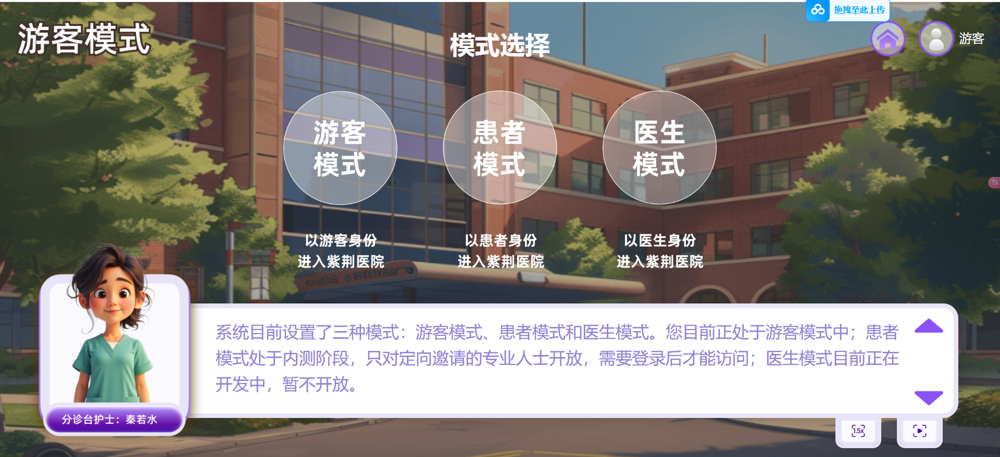 拖拽至此上传
游客模式
模式选择
游客
游客
模式
患者
模式
医生
模式
以游客身份
进入紫荆医院
以患者身份
进入紫荆医院
以医生身份
进入紫荆医院
系统目前设置了三种模式：游客模式、患者模式和医生模式。您目前正处于游客模式中；患者
模式处于内测阶段，只对定向邀请的专业人士开放，需要登录后才能访问；医生模式目前正在
开发中，暂不开放。
分诊台护士：秦若水
1.5x